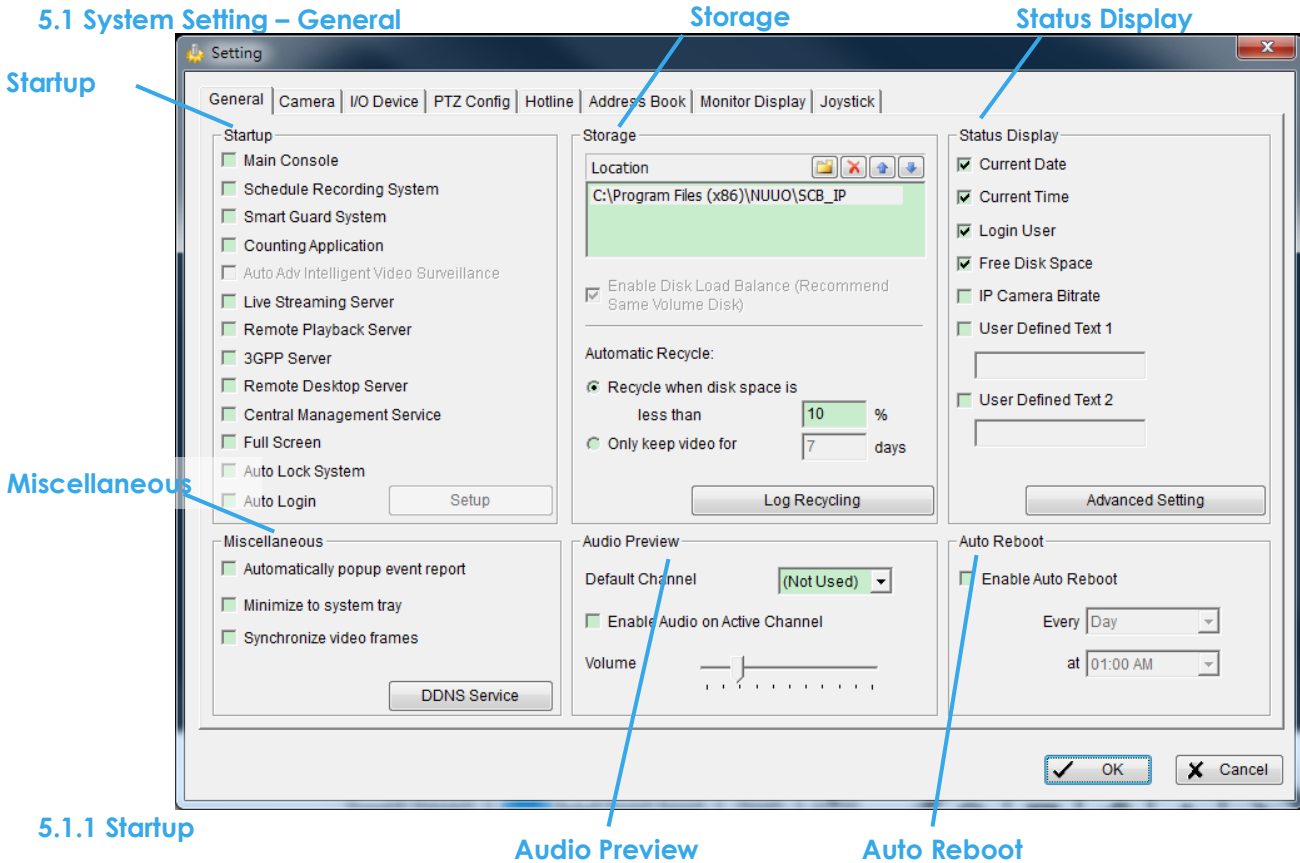 5.1 System Setting – General
Storage
Status Display
Startup
Miscellaneous
Setting
General
Camera
I/O Device
PTZ Config
Hotline
Address Book
Monitor Display
Joystick
Startup
Main Console
Schedule Recording System
Smart Guard System
Counting Application
Auto Adv Intelligent Video Surveillance
Live Streaming Server
Remote Playback Server
3GPP Server
Remote Desktop Server
Central Management Service
Full Screen
Auto Lock System
Auto Login
Setup
Storage
Location
C:\Program Files (x86)\NUUO\SCB_IP
Enable Disk Load Balance (Recommend
Same Volume Disk)
Automatic Recycle:
Recycle when disk space is
less than 10 %
Only keep video for 7 days
Log Recycling
Status Display
Current Date
Current Time
Login User
Free Disk Space
IP Camera Bitrate
User Defined Text 1
User Defined Text 2
Advanced Setting
Miscellaneous
Automatically popup event report
Minimize to system tray
Synchronize video frames
DDNS Service
Audio Preview
Default Channel (Not Used)
Enable Audio on Active Channel
Volume
Auto Reboot
Enable Auto Reboot
Every Day
at 01:00 AM
OK
Cancel
5.1.1 Startup
Audio Preview
Auto Reboot